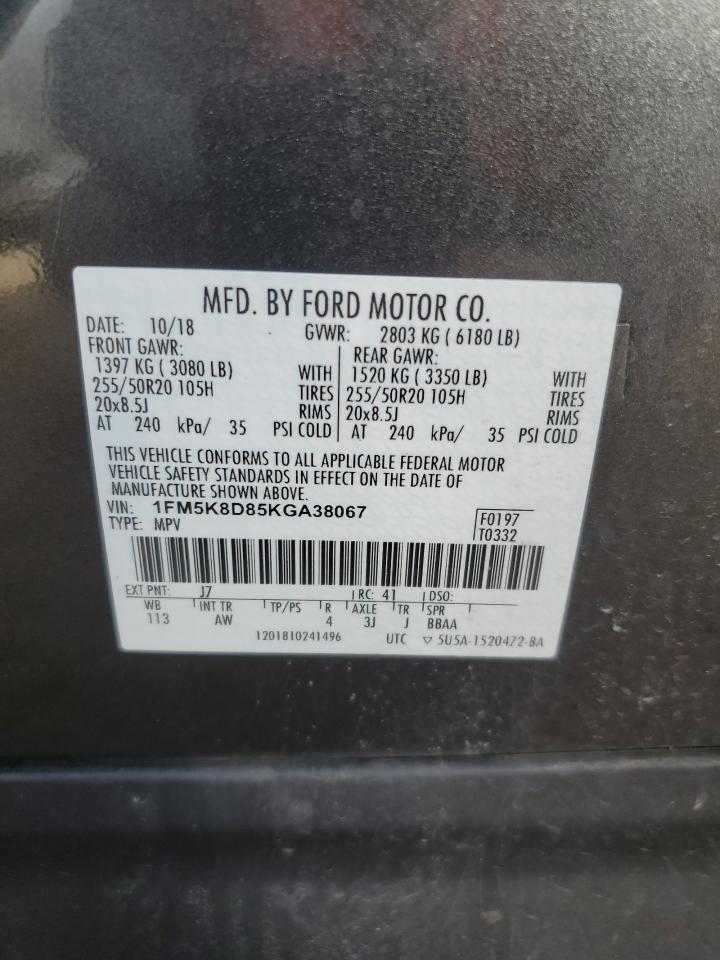 MFD. BY FORD MOTOR CO.
DATE: 10/18 GVWR: 2803 KG ( 6180 LB)
FRONT GAWR: REAR GAWR:
1397 KG ( 3080 LB) WITH 1520 KG ( 3350 LB) WITH
255/50R20 105H TIRES 255/50R20 105H TIRES
20x8.5J RIMS 20x8.5J RIMS
AT 240 kPa/ 35 PSI COLD AT 240 kPa/ 35 PSI COLD
THIS VEHICLE CONFORMS TO ALL APPLICABLE FEDERAL MOTOR
VEHICLE SAFETY STANDARDS IN EFFECT ON THE DATE OF
MANUFACTURE SHOWN ABOVE.
VIN: 1FM5K8D85KGA38067 F0197
TYPE: MPV T0332
EXT PNT: J7 RC: 41 DSO:
WB INT TR TP/PS R AXLE TR SPR
113 AW 4 3J J BBAA
1201810241496 UTC ▽ 5U5A-1520472-BA